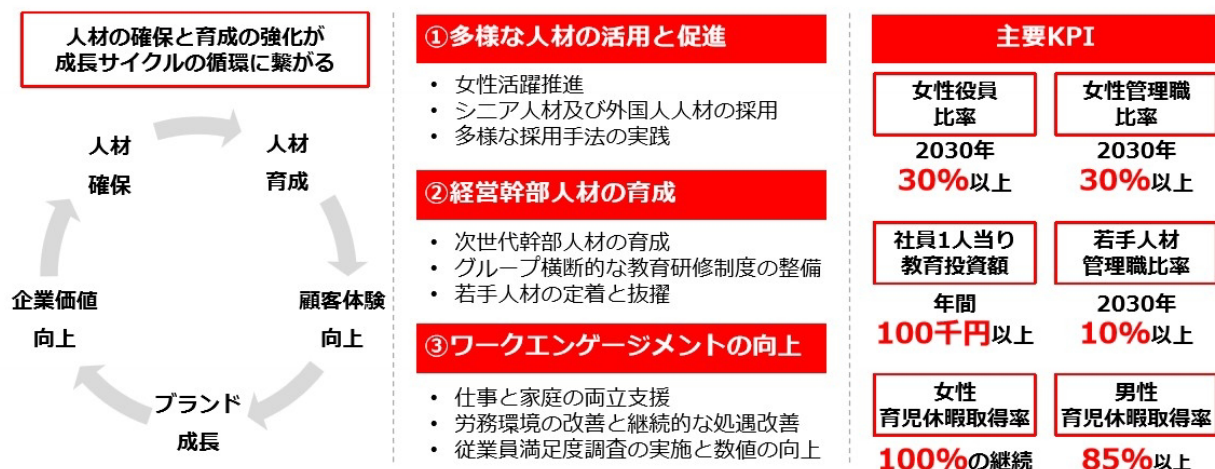 人材の確保と育成の強化が
成長サイクルの循環に繋がる
人材
確保
人材
育成
顧客体験
向上
ブランド
成長
企業価値
向上
①多様な人材の活用と促進
• 女性活躍推進
• シニア人材及び外国人人材の採用
• 多様な採用手法の実践
②経営幹部人材の育成
• 次世代幹部人材の育成
• グループ横断的な教育研修制度の整備
• 若手人材の定着と抜擢
③ワークエンゲージメントの向上
• 仕事と家庭の両立支援
• 労務環境の改善と継続的な処遇改善
• 従業員満足度調査の実施と数値の向上
主要KPI
女性役員
比率
2030年
30%以上
女性管理職
比率
2030年
30%以上
社員1人当り
教育投資額
年間
100千円以上
若手人材
管理職比率
2030年
10%以上
女性
育児休暇取得率
100%の継続
男性
育児休暇取得率
85%以上